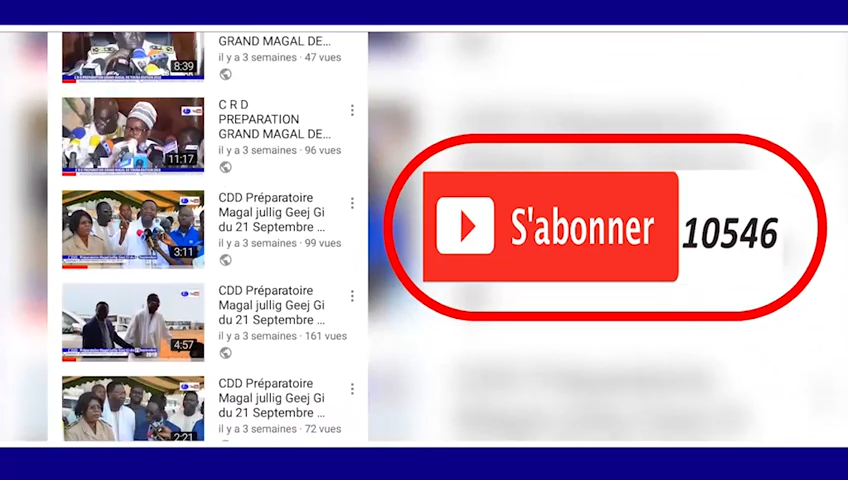 GRAND MAGAL DE...
il y a 3 semaines · 47 vues
8:39
C R D
PREPARATION
GRAND MAGAL DE...
il y a 3 semaines · 96 vues
11:17
CDD Préparatoire
Magal jullig Geej Gi
du 21 Septembre ...
il y a 3 semaines · 99 vues
3:11
CDD Préparatoire
Magal jullig Geej Gi
du 21 Septembre ...
il y a 3 semaines · 161 vues
4:57
CDD Préparatoire
Magal jullig Geej Gi
du 21 Septembre ...
il y a 3 semaines · 72 vues
2:21
S'abonner 10546